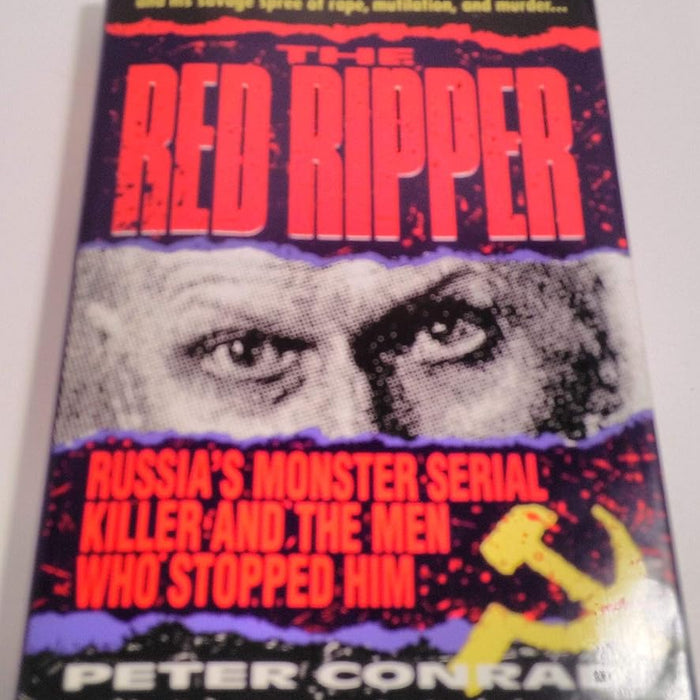 and his savage spree of rape, mutilation, and murder...
THE
RED RIPPER
RUSSIA'S MONSTER SERIAL
KILLER AND THE MEN
WHO STOPPED HIM
PETER CONRAD